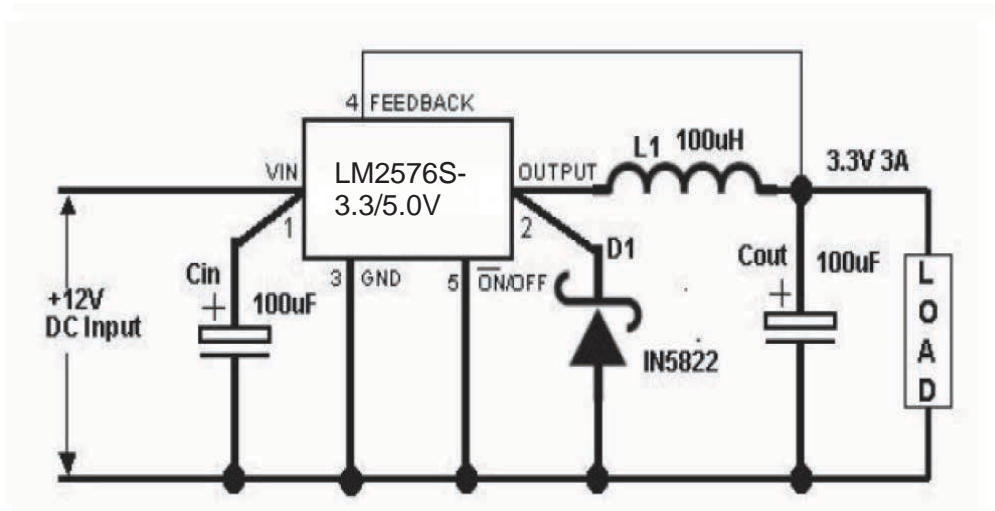 4 FEEDBACK
L1 100uH
3.3V 3A
VIN
LM2576S-
3.3/5.0V
OUTPUT
1
2
D1
Cin
+
100uF
3 GND
5 ON/OFF
Cout
+
100uF
+12V
DC Input
IN5822
L
O
A
D